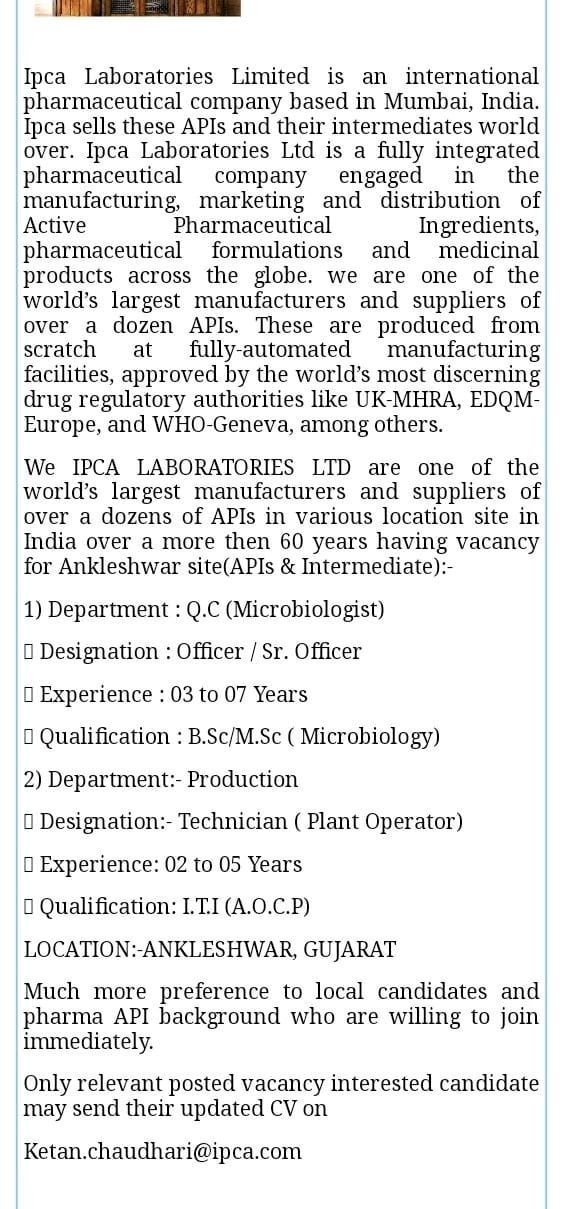 Ipca Laboratories Limited is an international
pharmaceutical company based in Mumbai, India.
Ipca sells these APIs and their intermediates world
over. Ipca Laboratories Ltd is a fully integrated
pharmaceutical company engaged in the
manufacturing, marketing and distribution of
Active Pharmaceutical Ingredients,
pharmaceutical formulations and medicinal
products across the globe. we are one of the
world’s largest manufacturers and suppliers of
over a dozen APIs. These are produced from
scratch at fully-automated manufacturing
facilities, approved by the world’s most discerning
drug regulatory authorities like UK-MHRA, EDQM-
Europe, and WHO-Geneva, among others.
We IPCA LABORATORIES LTD are one of the
world’s largest manufacturers and suppliers of
over a dozens of APIs in various location site in
India over a more then 60 years having vacancy
for Ankleshwar site(APIs & Intermediate):-
1) Department : Q.C (Microbiologist)
▯ Designation : Officer / Sr. Officer
▯ Experience : 03 to 07 Years
▯ Qualification : B.Sc/M.Sc ( Microbiology)
2) Department:- Production
▯ Designation:- Technician ( Plant Operator)
▯ Experience: 02 to 05 Years
▯ Qualification: I.T.I (A.O.C.P)
LOCATION:-ANKLESHWAR, GUJARAT
Much more preference to local candidates and
pharma API background who are willing to join
immediately.
Only relevant posted vacancy interested candidate
may send their updated CV on
Ketan.chaudhari@ipca.com